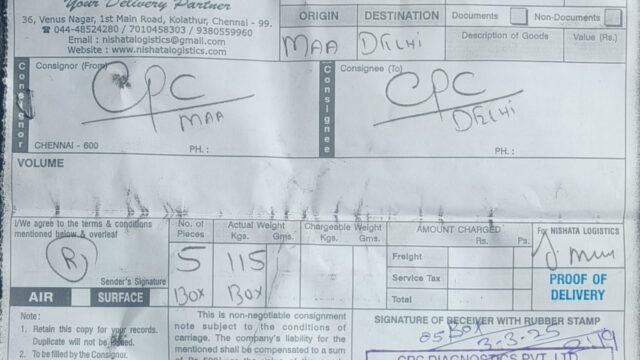 Your Delivery Partner
36, Venus Nagar, 1st Main Road, Kolathur, Chennai - 99.
☎ 044-48524280 / 7010458303 / 9380559960
Email : nishatalogistics@gmail.com
Website : www.nishatalogistics.com
ORIGIN DESTINATION Documents Non-Documents
MAA DELHI
Description of Goods Value (Rs.)
Consignor Consignor (From)
CPC
MAA
CHENNAI - 600 PH. :
Consignee Consignee (To)
CPC
DELHI
PH. :
VOLUME
I/We agree to the terms & conditions
mentioned below & overleaf
Sender's Signature
AIR SURFACE
No. of Pieces Actual Weight Kgs. Gms. Chargeable Weight Kgs. Gms.
5 115
BOX BOX
AMOUNT CHARGED
Rs. Ps.
Freight
Service Tax
Total
For NISHATA LOGISTICS
PROOF OF
DELIVERY
Note :
1. Retain this copy for your records.
Duplicate will not be
2. To be filled by the Consignor.
This is non-negotiable consignment
note subject to the conditions of
carriage. The company's liability for
the mentioned shall be compensated to a sum
SIGNATURE OF RECEIVER WITH RUBBER STAMP
05 Box
3-3-25
CPC DIAGNOSTICS PVT. LTD